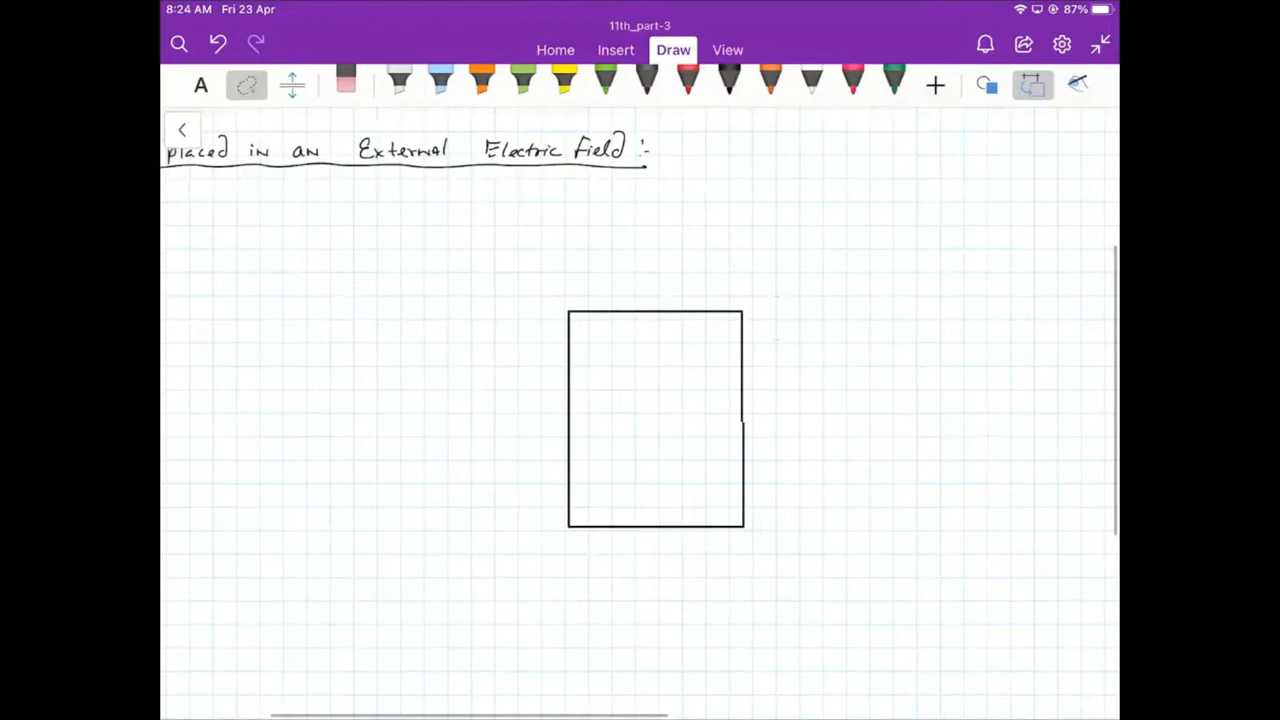 8:24 AM Fri 23 Apr
87%
11th_part-3
Home Insert Draw View
A
placed in an External Electric Field :-